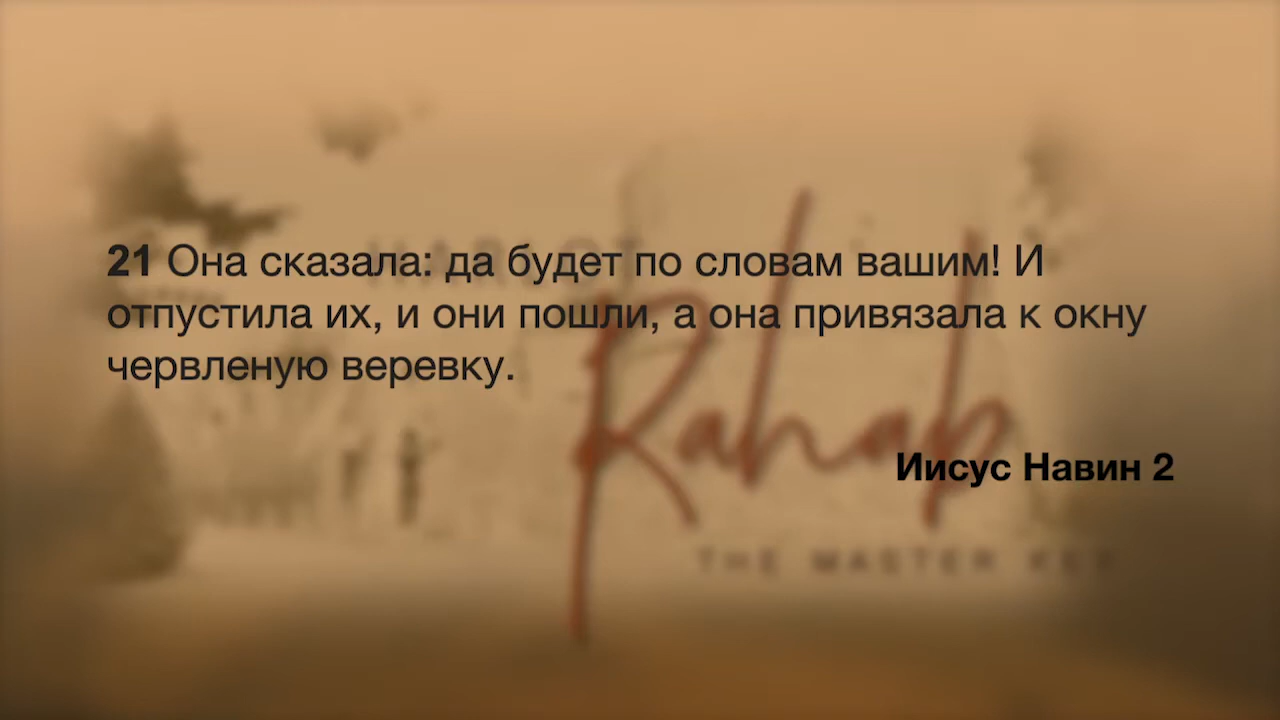 21 Она сказала: да будет по словам вашим! И
отпустила их, и они пошли, а она привязала к окну
червленую веревку.
Rahab
Иисус Навин 2
THE MASTER KEY